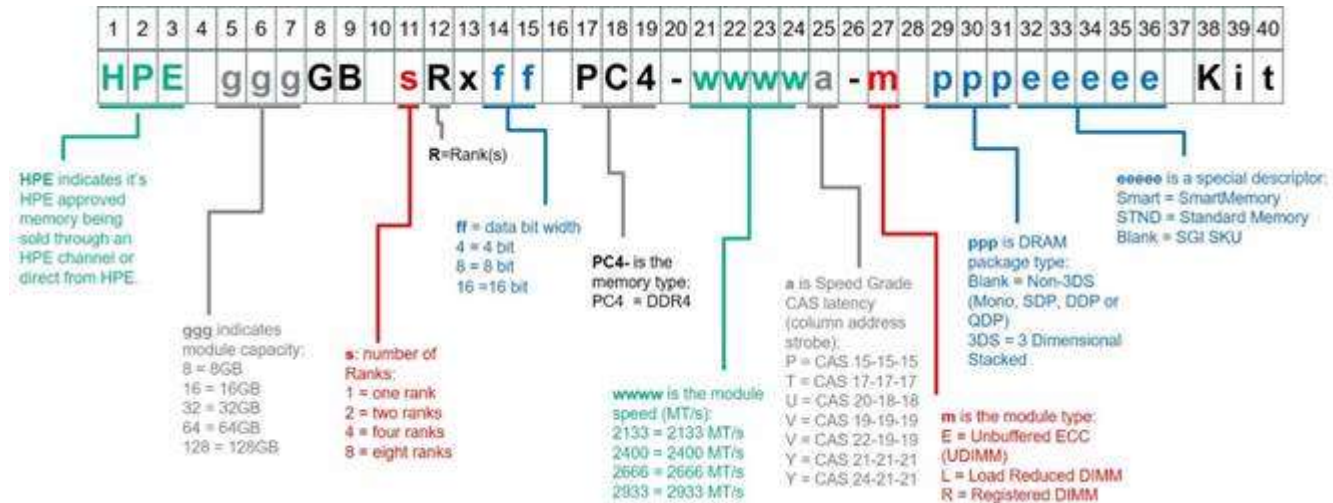 1 2 3 4 5 6 7 8 9 10 11 12 13 14 15 16 17 18 19 20 21 22 23 24 25 26 27 28 29 30 31 32 33 34 35 36 37 38 39 40
HPE gggGB sRxff PC4-wwwwa-m pppeeeee Kit
HPE indicates it's
HPE approved
memory being
sold through an
HPE channel or
direct from HPE.
ggg indicates
module capacity:
8 = 8GB
16 = 16GB
32 = 32GB
64 = 64GB
128 = 128GB
s: number of
Ranks:
1 = one rank
2 = two ranks
4 = four ranks
8 = eight ranks
R=Rank(s)
ff = data bit width
4 = 4 bit
8 = 8 bit
16 =16 bit
PC4- is the
memory type:
PC4 = DDR4
wwww is the module
speed (MT/s):
2133 = 2133 MT/s
2400 = 2400 MT/s
2666 = 2666 MT/s
2933 = 2933 MT/s
a is Speed Grade
CAS latency
(column address
strobe):
P = CAS 15-15-15
T = CAS 17-17-17
U = CAS 20-18-18
V = CAS 19-19-19
V = CAS 22-19-19
Y = CAS 21-21-21
Y = CAS 24-21-21
m is the module type:
E = Unbuffered ECC
(UDIMM)
L = Load Reduced DIMM
R = Registered DIMM
ppp is DRAM
package type:
Blank = Non-3DS
(Mono, SDP, DDP or
QDP)
3DS = 3 Dimensional
Stacked
eeeee is a special descriptor:
Smart = SmartMemory
STND = Standard Memory
Blank = SGI SKU